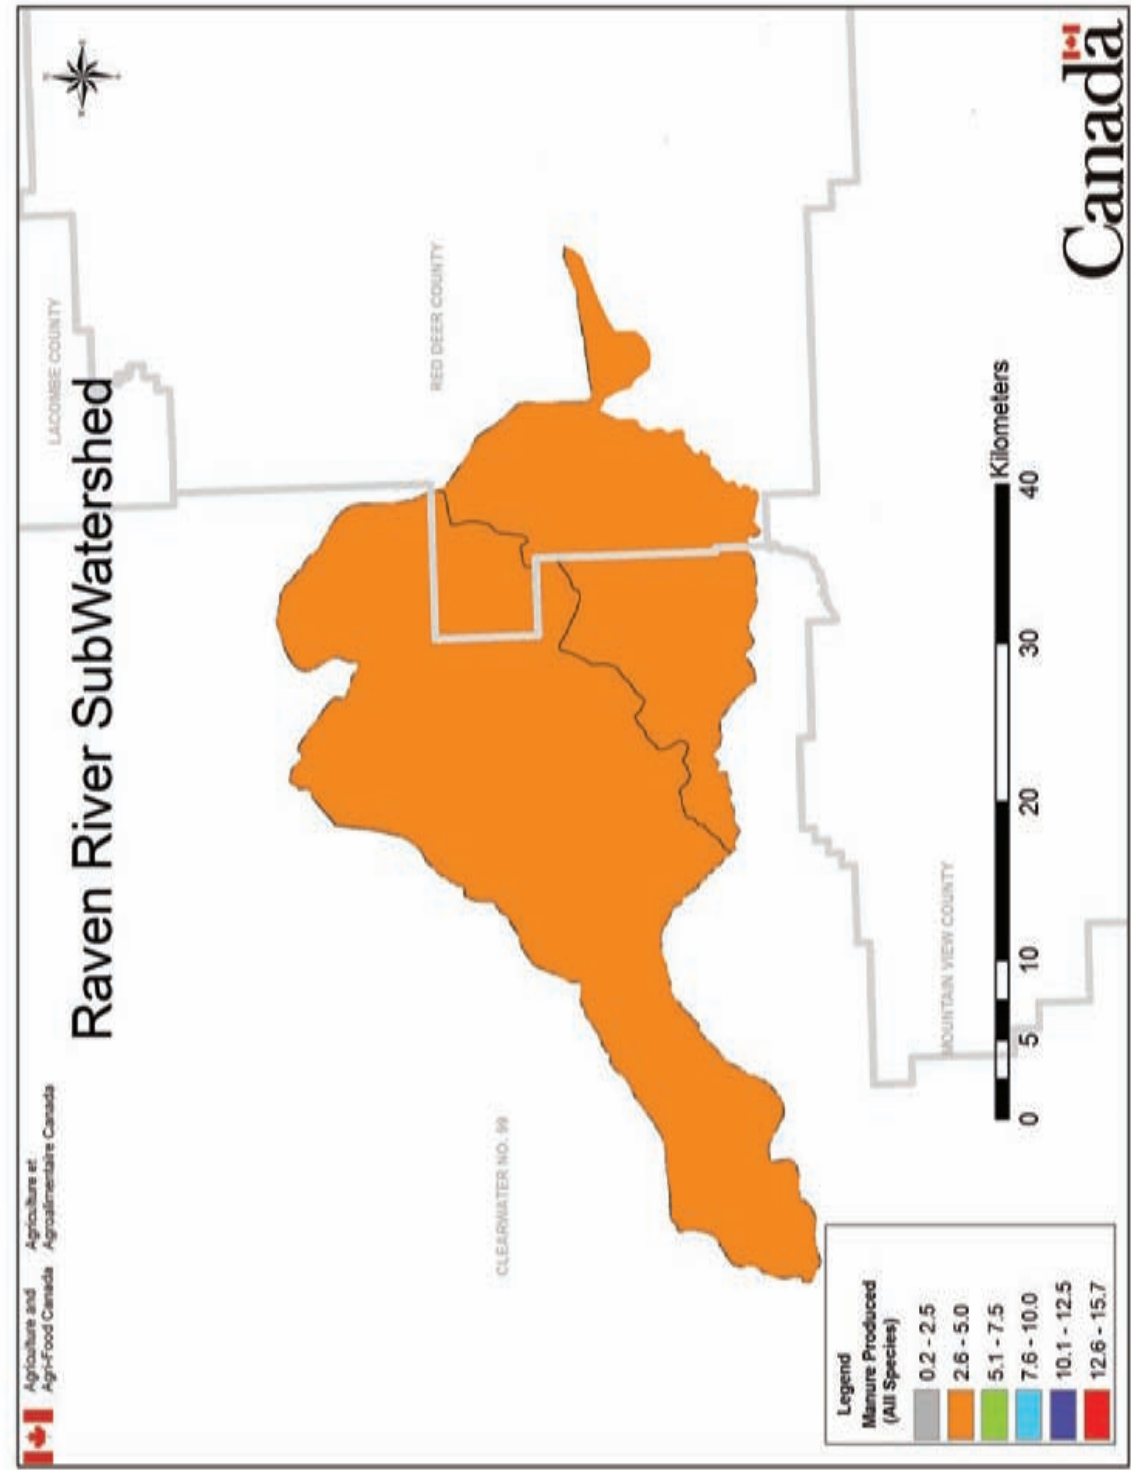 Agriculture and
Agri-Food Canada
Agriculture et
Agroalimentaire Canada
Raven River SubWatershed
LACOMBE COUNTY
RED DEER COUNTY
CLEARWATER NO. 99
MOUNTAIN VIEW COUNTY
Legend
Manure Produced
(All Species)
0.2 - 2.5
2.6 - 5.0
5.1 - 7.5
7.6 - 10.0
10.1 - 12.5
12.6 - 15.7
0 5 10 20 30 40
Kilometers
Canada